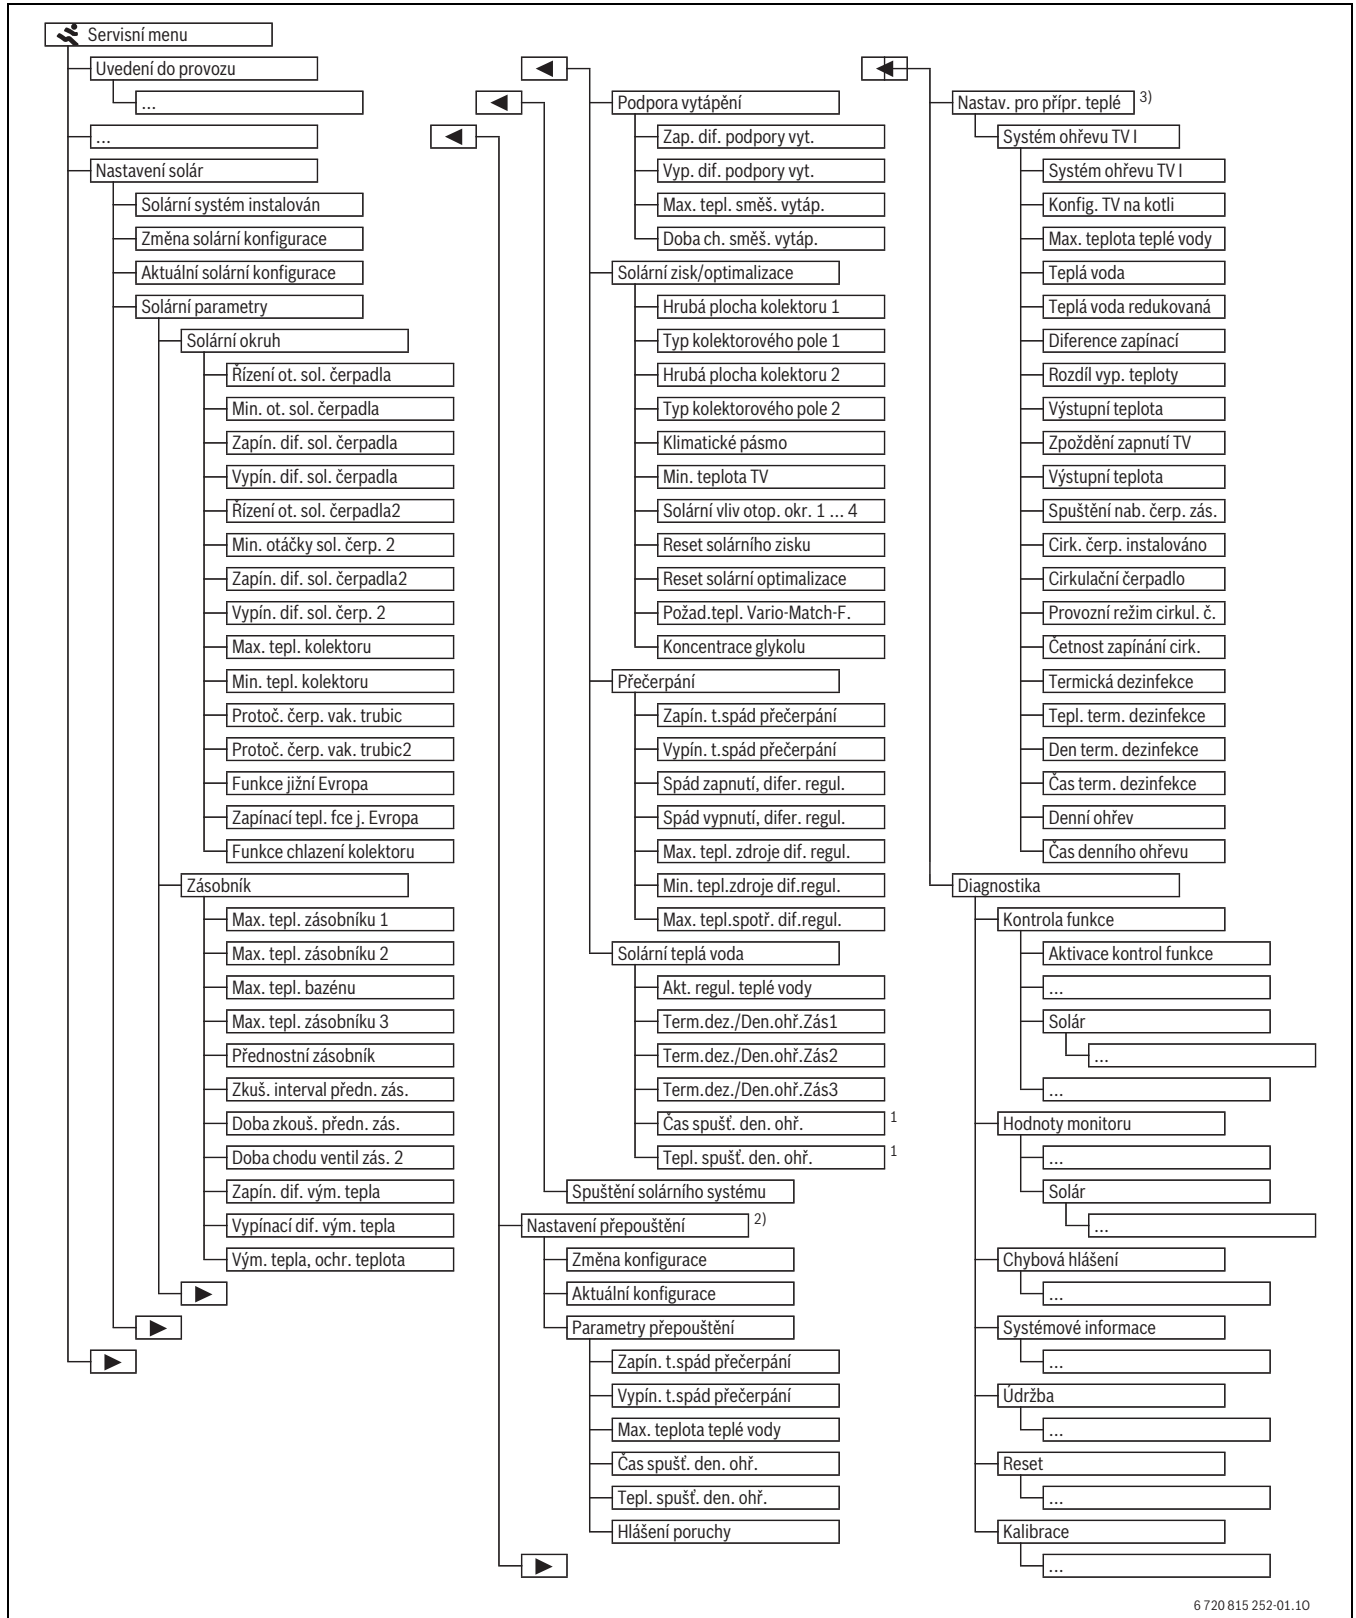 Servisní menu
Uvedení do provozu
...
...
Nastavení solár
Solární systém instalován
Změna solární konfigurace
Aktuální solární konfigurace
Solární parametry
Solární okruh
Řízení ot. sol. čerpadla
Min. ot. sol. čerpadla
Zapín. dif. sol. čerpadla
Vypín. dif. sol. čerpadla
Řízení ot. sol. čerpadla2
Min. otáčky sol. čerp. 2
Zapín. dif. sol. čerpadla2
Vypín. dif. sol. čerp. 2
Max. tepl. kolektoru
Min. tepl. kolektoru
Protoč. čerp. vak. trubic
Protoč. čerp. vak. trubic2
Funkce jižní Evropa
Zapínací tepl. fce j. Evropa
Funkce chlazení kolektoru
Zásobník
Max. tepl. zásobníku 1
Max. tepl. zásobníku 2
Max. tepl. bazénu
Max. tepl. zásobníku 3
Přednostní zásobník
Zkuš. interval předn. zás.
Doba zkouš. předn. zás.
Doba chodu ventil zás. 2
Zapín. dif. vým. tepla
Vypínací dif. vým. tepla
Vým. tepla, ochr. teplota
Podpora vytápění
Zap. dif. podpory vyt.
Vyp. dif. podpory vyt.
Max. tepl. směš. vytáp.
Doba ch. směš. vytáp.
Solární zisk/optimalizace
Hrubá plocha kolektoru 1
Typ kolektorového pole 1
Hrubá plocha kolektoru 2
Typ kolektorového pole 2
Klimatické pásmo
Min. teplota TV
Solární vliv otop. okr. 1 ... 4
Reset solárního zisku
Reset solární optimalizace
Požad.tepl. Vario-Match-F.
Koncentrace glykolu
Přečerpání
Zapín. t.spád přečerpání
Vypín. t.spád přečerpání
Spád zapnutí, difer. regul.
Spád vypnutí, difer. regul.
Max. tepl. zdroje dif. regul.
Min. tepl.zdroje dif.regul.
Max. tepl.spotř. dif.regul.
Solární teplá voda
Akt. regul. teplé vody
Term.dez./Den.ohř.Zás1
Term.dez./Den.ohř.Zás2
Term.dez./Den.ohř.Zás3
Čas spušť. den. ohř. 1
Tepl. spušť. den. ohř. 1
Spuštění solárního systému
Nastavení přepouštění 2)
Změna konfigurace
Aktuální konfigurace
Parametry přepouštění
Zapín. t.spád přečerpání
Vypín. t.spád přečerpání
Max. teplota teplé vody
Čas spušť. den. ohř.
Tepl. spušť. den. ohř.
Hlášení poruchy
Nastav. pro přípr. teplé 3)
Systém ohřevu TV I
Systém ohřevu TV I
Konfig. TV na kotli
Max. teplota teplé vody
Teplá voda
Teplá voda redukovaná
Diference zapínací
Rozdíl vyp. teploty
Výstupní teplota
Zpoždění zapnutí TV
Výstupní teplota
Spuštění nab. čerp. zás.
Cirk. čerp. instalováno
Cirkulační čerpadlo
Provozní režim cirkul. č.
Četnost zapínání cirk.
Termická dezinfekce
Tepl. term. dezinfekce
Den term. dezinfekce
Čas term. dezinfekce
Denní ohřev
Čas denního ohřevu
Diagnostika
Kontrola funkce
Aktivace kontrol funkce
...
Solár
...
...
Hodnoty monitoru
...
Solár
...
Chybová hlášení
...
Systémové informace
...
Údržba
...
Reset
...
Kalibrace
...
6 720 815 252-01.1O